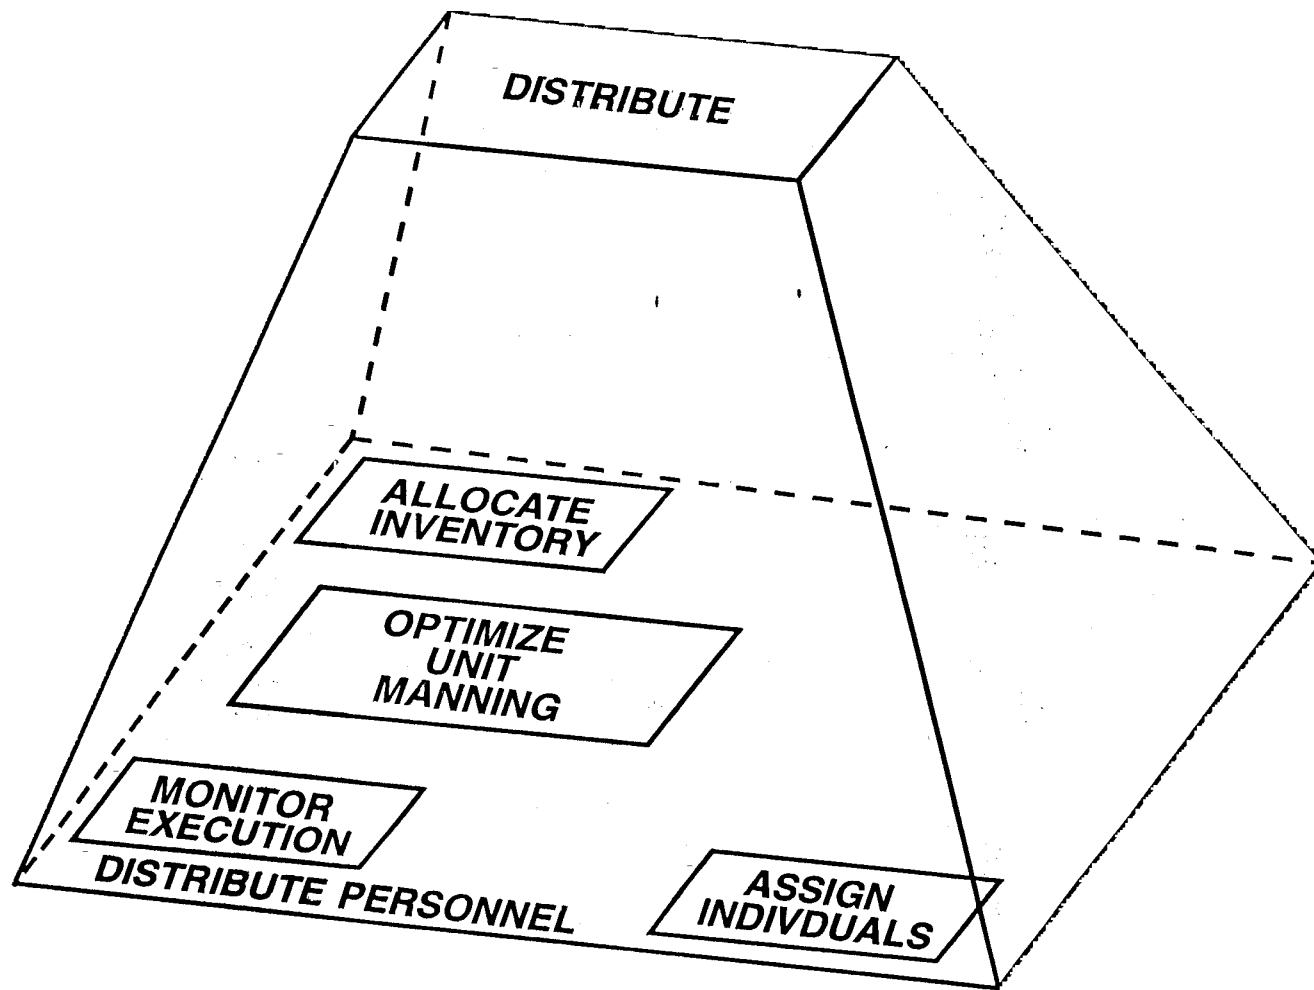 DISTRIBUTE
ALLOCATE
INVENTORY
OPTIMIZE
UNIT
MANNING
MONITOR
EXECUTION
DISTRIBUTE PERSONNEL
ASSIGN
INDIVDUALS